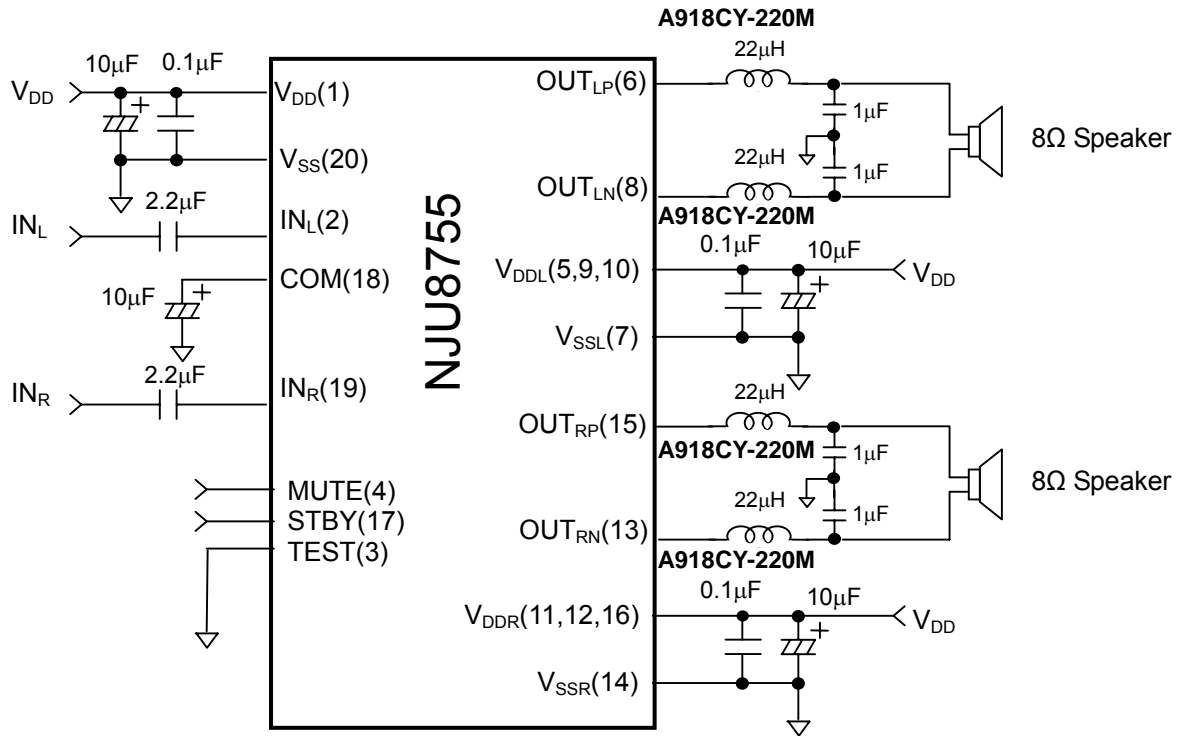 A918CY-220M
22μH
10μF
0.1μF
V_DD
V_DD(1)
OUT_LP(6)
1μF
8Ω Speaker
V_SS(20)
22μH
1μF
OUT_LN(8)
A918CY-220M
2.2μF
IN_L
IN_L(2)
0.1μF
10μF
COM(18)
V_DDL(5,9,10)
V_DD
10μF
NJU8755
V_SSL(7)
2.2μF
IN_R
IN_R(19)
22μH
OUT_RP(15)
A918CY-220M
1μF
8Ω Speaker
22μH
MUTE(4)
STBY(17)
1μF
OUT_RN(13)
TEST(3)
A918CY-220M
0.1μF
10μF
V_DDR(11,12,16)
V_DD
V_SSR(14)